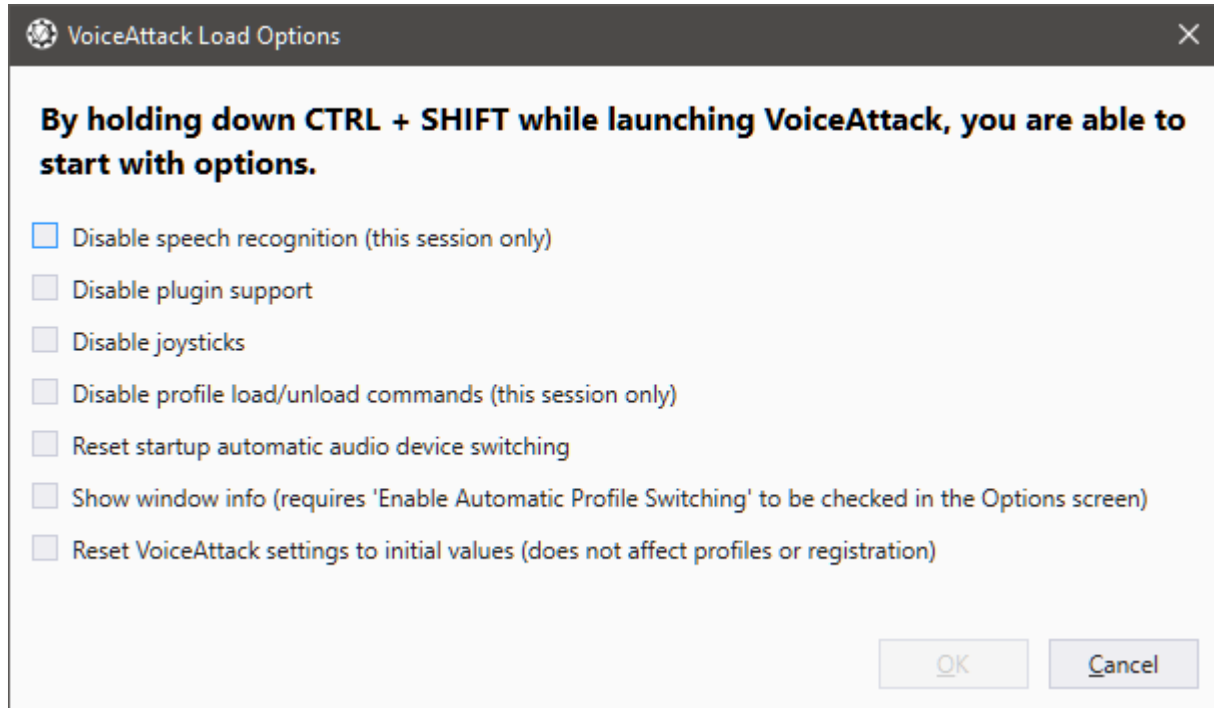 VoiceAttack Load Options
By holding down CTRL + SHIFT while launching VoiceAttack, you are able to
start with options.
Disable speech recognition (this session only)
Disable plugin support
Disable joysticks
Disable profile load/unload commands (this session only)
Reset startup automatic audio device switching
Show window info (requires 'Enable Automatic Profile Switching' to be checked in the Options screen)
Reset VoiceAttack settings to initial values (does not affect profiles or registration)
OK
Cancel